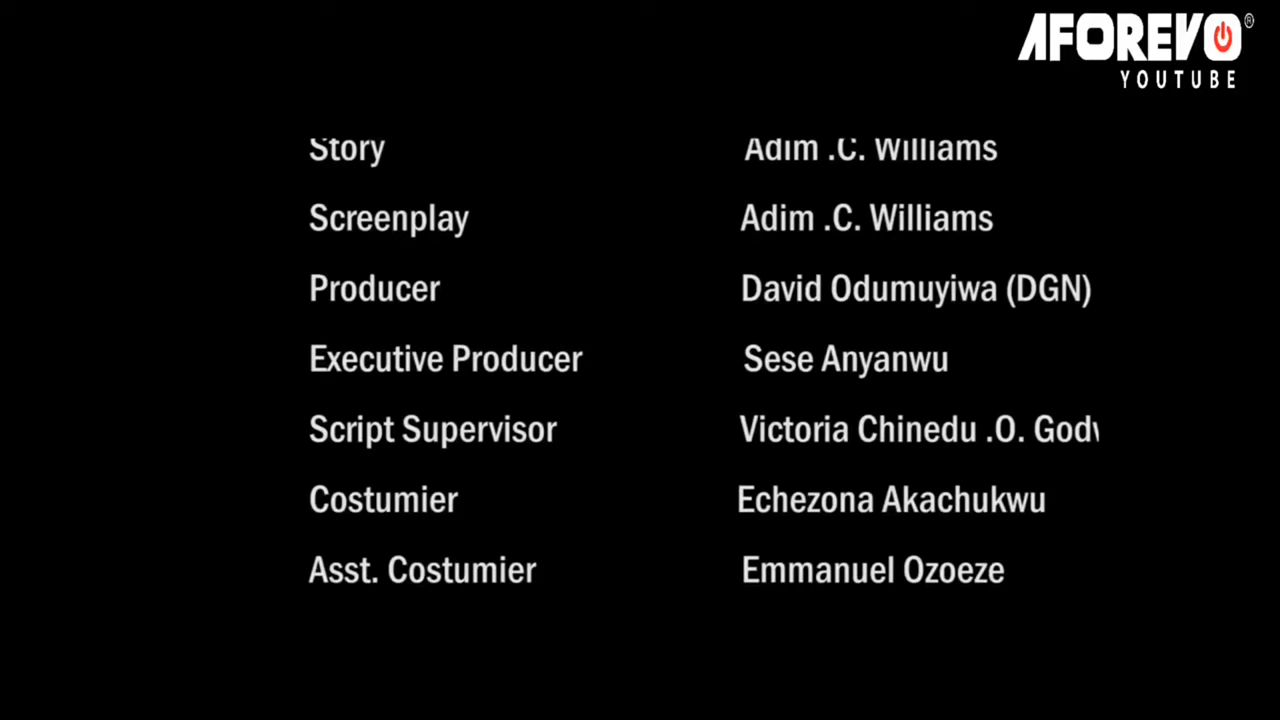 AFOREVO®
YOUTUBE
Story Adim .C. Williams
Screenplay Adim .C. Williams
Producer David Odumuyiwa (DGN)
Executive Producer Sese Anyanwu
Script Supervisor Victoria Chinedu .O.
Costumier Echezona Akachukwu
Asst. Costumier Emmanuel Ozoeze